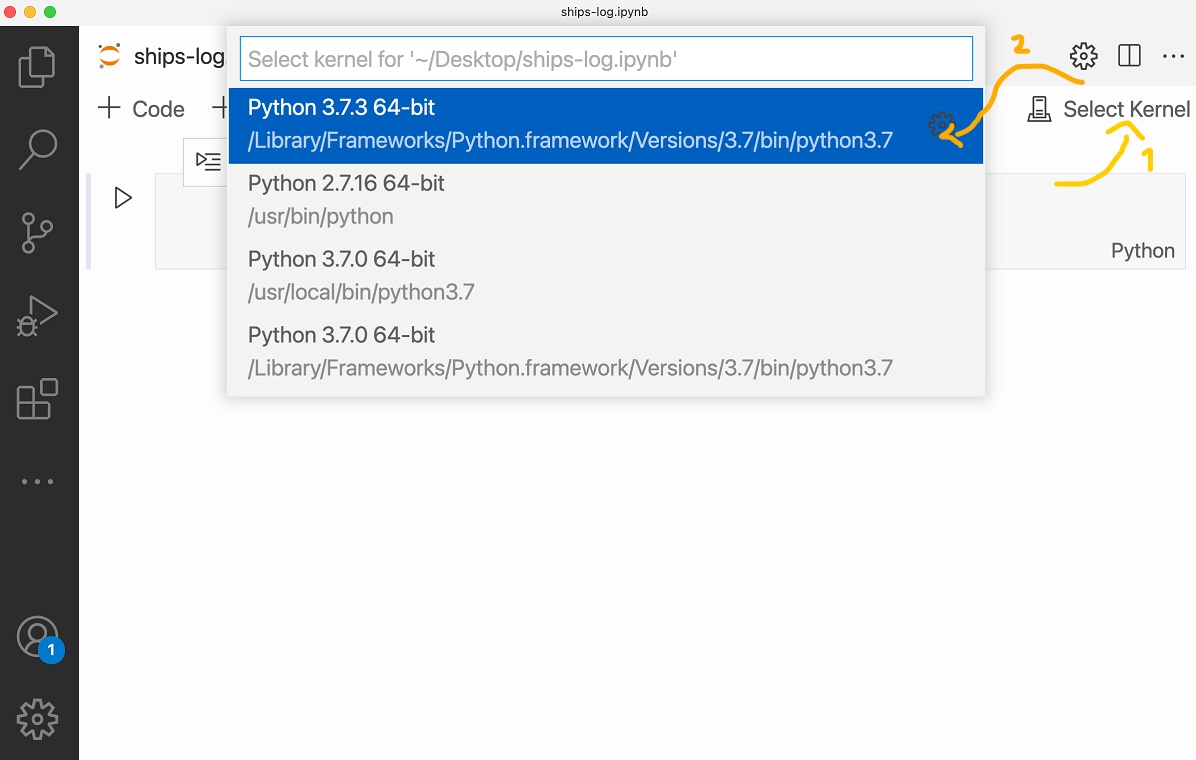 ships-log.ipynb
ships-log
Select kernel for '~/Desktop/ships-log.ipynb'
2
Code
Python 3.7.3 64-bit
/Library/Frameworks/Python.framework/Versions/3.7/bin/python3.7
Select Kernel
1
Python 2.7.16 64-bit
/usr/bin/python
Python 3.7.0 64-bit
/usr/local/bin/python3.7
Python
Python 3.7.0 64-bit
/Library/Frameworks/Python.framework/Versions/3.7/bin/python3.7
1